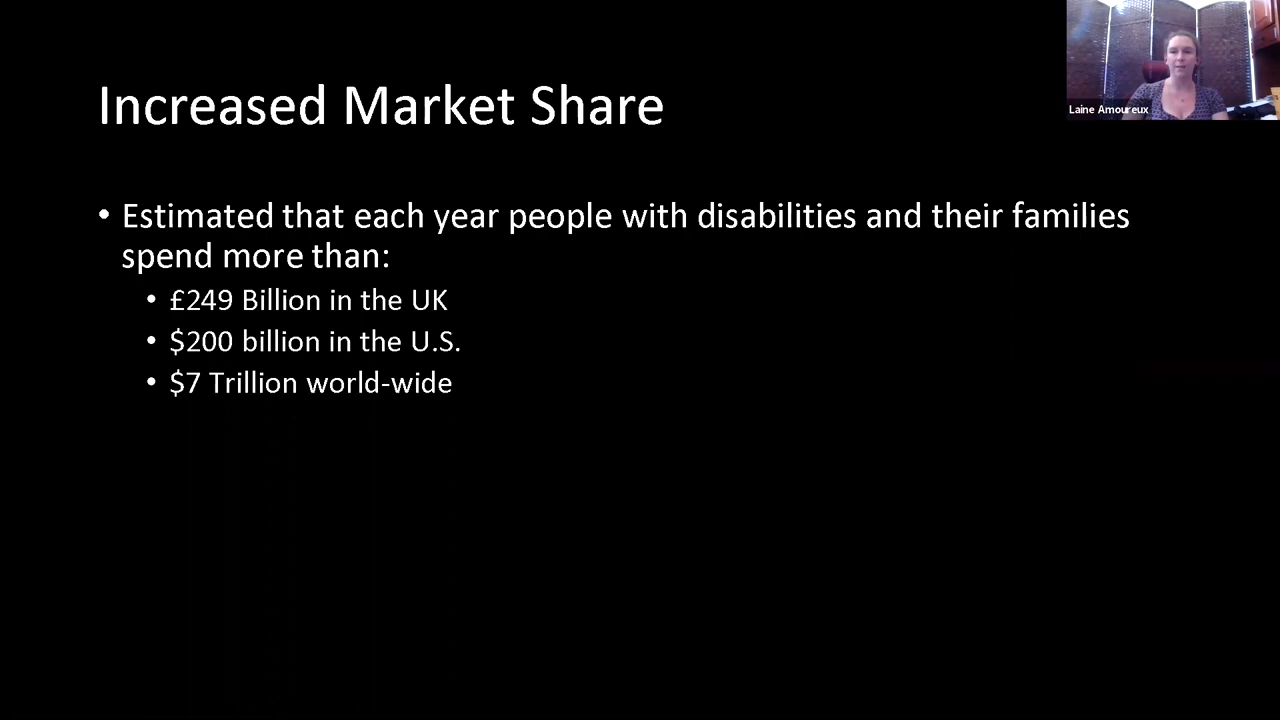 Increased Market Share
Laine Amoureux
• Estimated that each year people with disabilities and their families
spend more than:
• £249 Billion in the UK
• $200 billion in the U.S.
• $7 Trillion world-wide